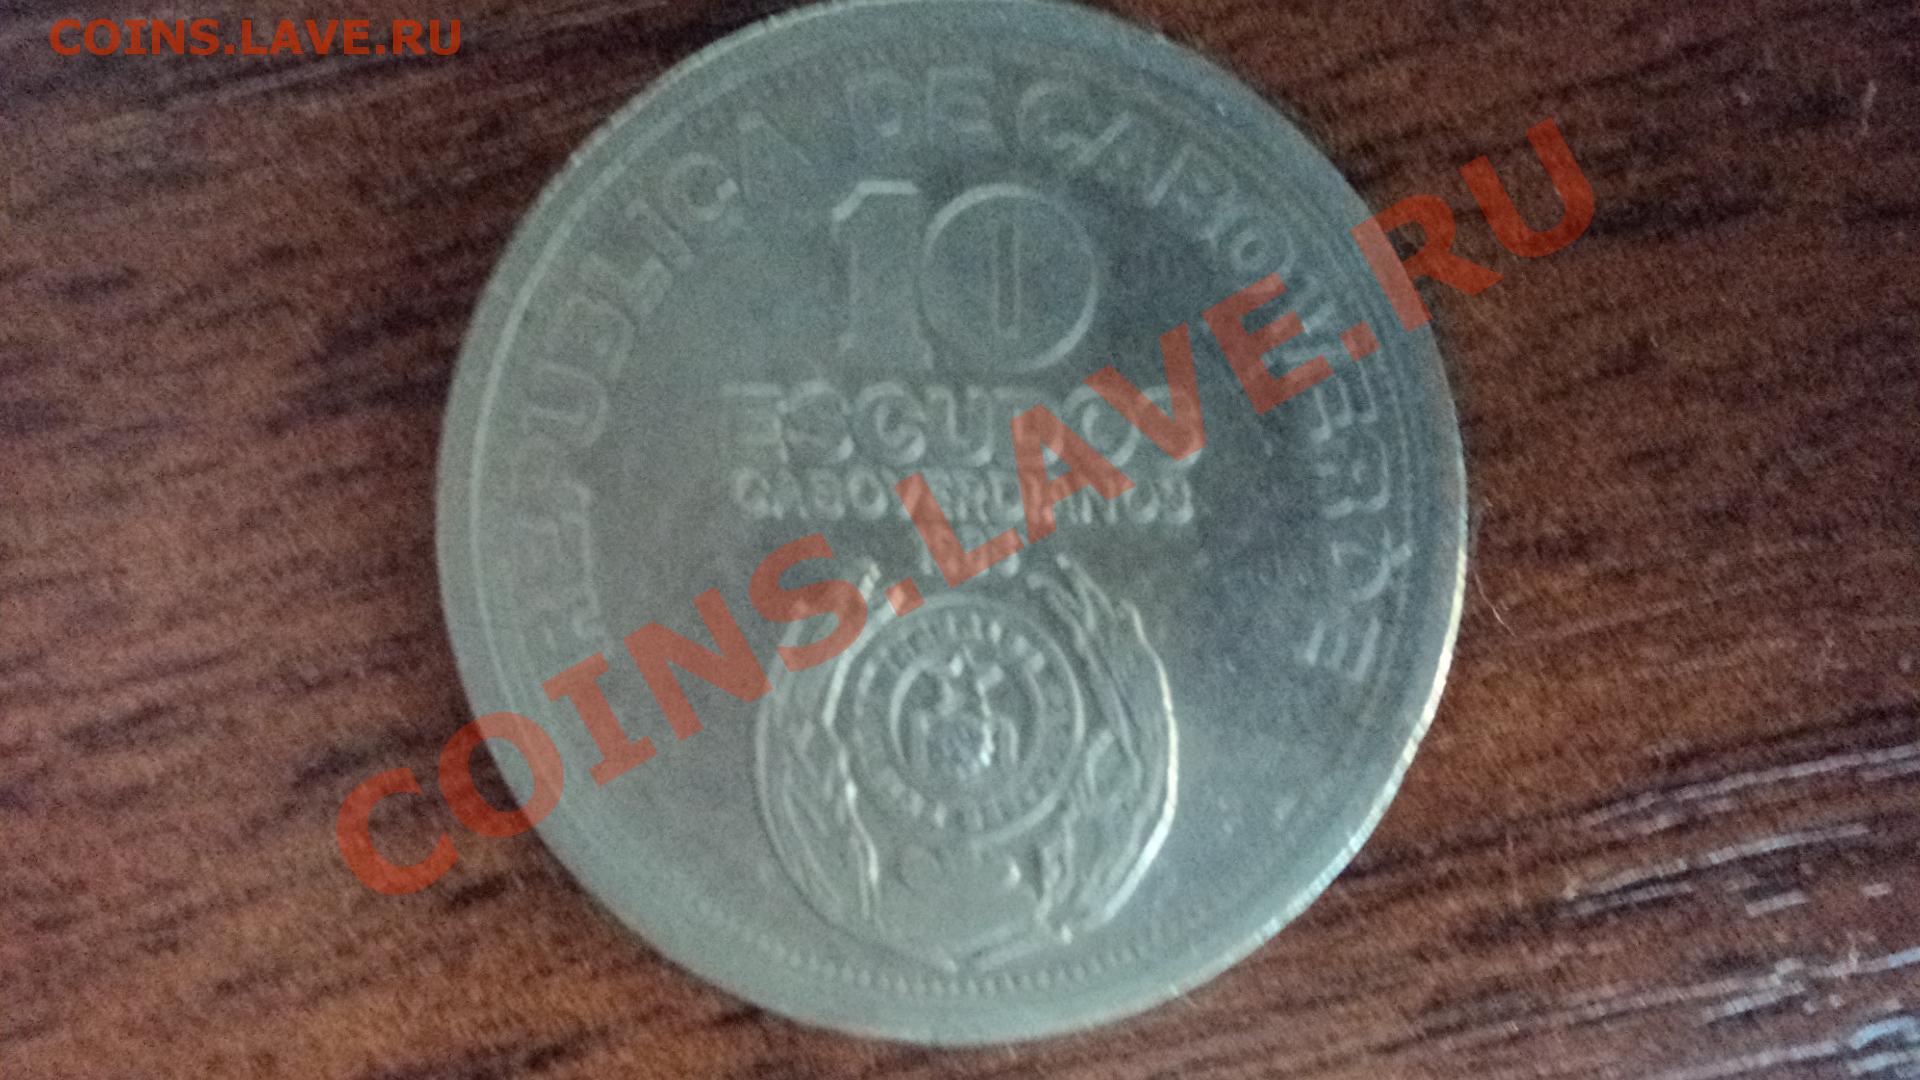 COINS.LAVE.RU
REPUBLICA DE CABO VERDE
10
ESCUDOS
CABOVERDIANOS
COINS.LAVE.RU